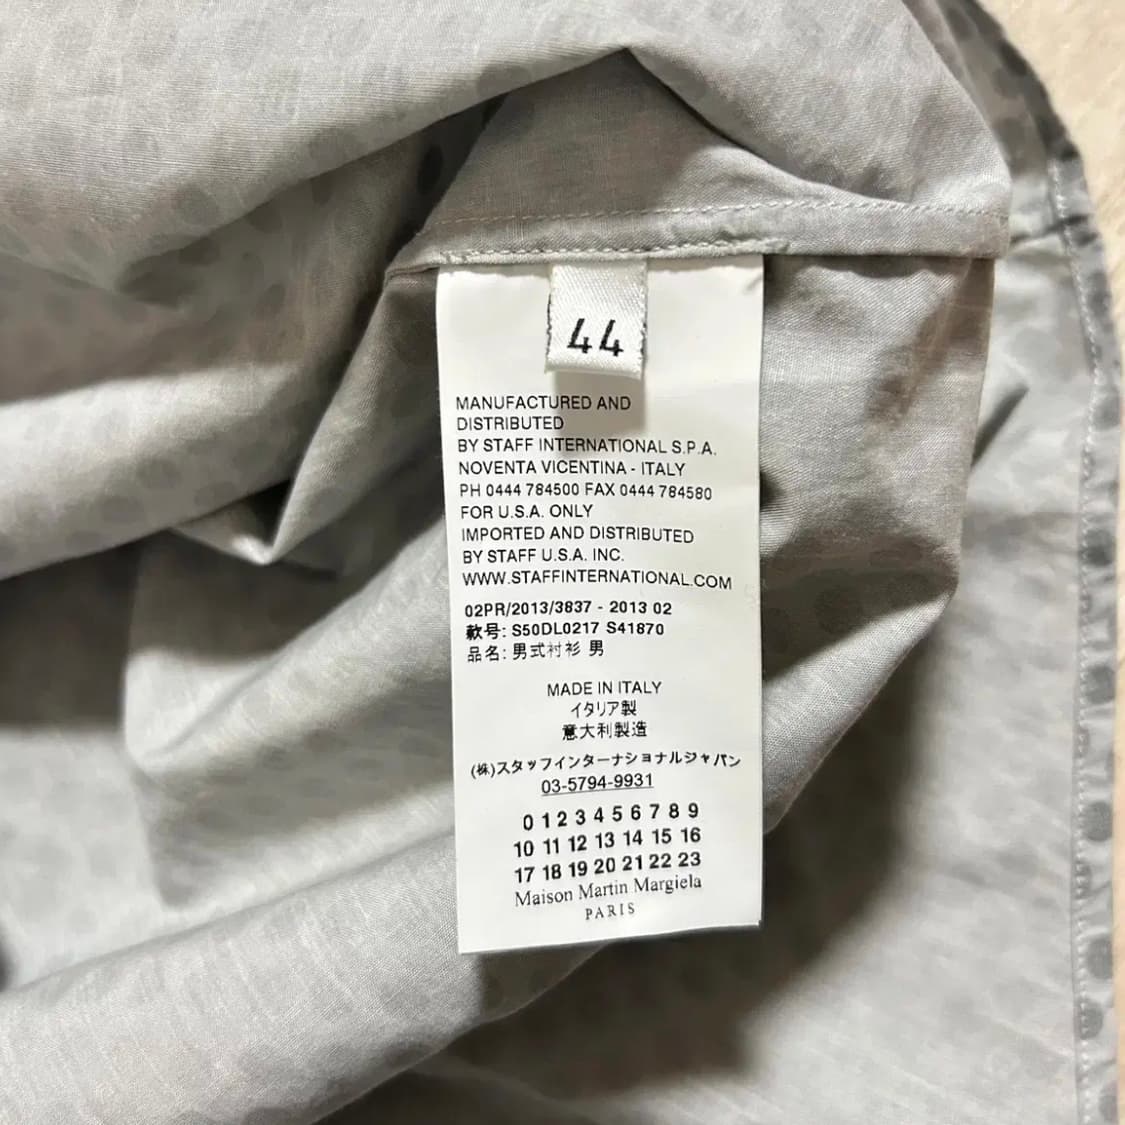 44
MANUFACTURED AND
DISTRIBUTED
BY STAFF INTERNATIONAL S.P.A.
NOVENTA VICENTINA - ITALY
PH 0444 784500 FAX 0444 784580
FOR U.S.A. ONLY
IMPORTED AND DISTRIBUTED
BY STAFF U.S.A. INC.
WWW.STAFFINTERNATIONAL.COM
02PR/2013/3837 - 2013 02
款号: S50DL0217 S41870
品名: 男式衬衫 男
MADE IN ITALY
イタリア製
意大利製造
(株)スタッフインターナショナルジャパン
03-5794-9931
0 1 2 3 4 5 6 7 8 9
10 11 12 13 14 15 16
17 18 19 20 21 22 23
Maison Martin Margiela
PARIS